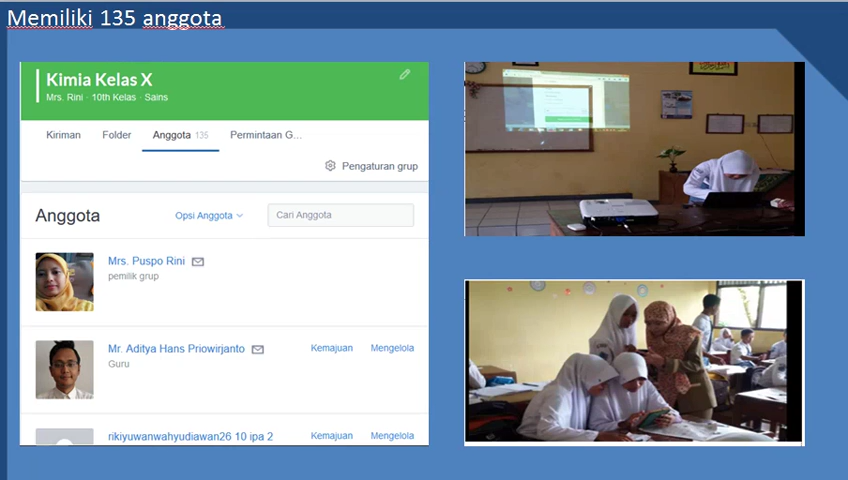 Memiliki 135 anggota
Kimia Kelas X
Mrs. Rini · 10th Kelas · Sains
Kiriman Folder Anggota 135 Permintaan G...
Pengaturan grup
Anggota Opsi Anggota Cari Anggota
Mrs. Puspo Rini
pemilik grup
Mr. Aditya Hans Priowirjanto Kemajuan Mengelola
Guru
rikiyuwanwahyudiawan26 10 ipa 2 Kemajuan Mengelola